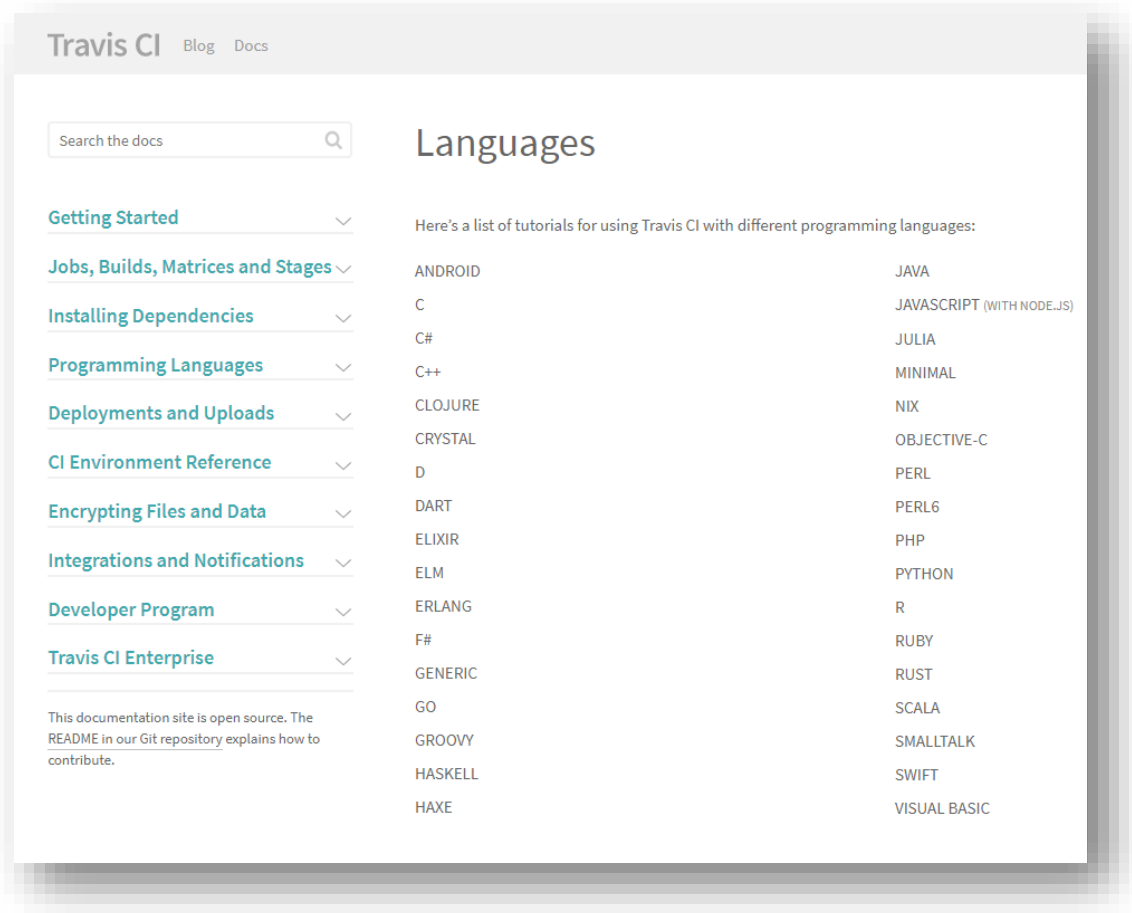 Travis CI Blog Docs
Search the docs
Getting Started
Jobs, Builds, Matrices and Stages
Installing Dependencies
Programming Languages
Deployments and Uploads
CI Environment Reference
Encrypting Files and Data
Integrations and Notifications
Developer Program
Travis CI Enterprise
This documentation site is open source. The
README in our Git repository explains how to
contribute.
Languages
Here's a list of tutorials for using Travis CI with different programming languages:
ANDROID
C
C#
C++
CLOJURE
CRYSTAL
D
DART
ELIXIR
ELM
ERLANG
F#
GENERIC
GO
GROOVY
HASKELL
HAXE
JAVA
JAVASCRIPT (WITH NODE.JS)
JULIA
MINIMAL
NIX
OBJECTIVE-C
PERL
PERL6
PHP
PYTHON
R
RUBY
RUST
SCALA
SMALLTALK
SWIFT
VISUAL BASIC